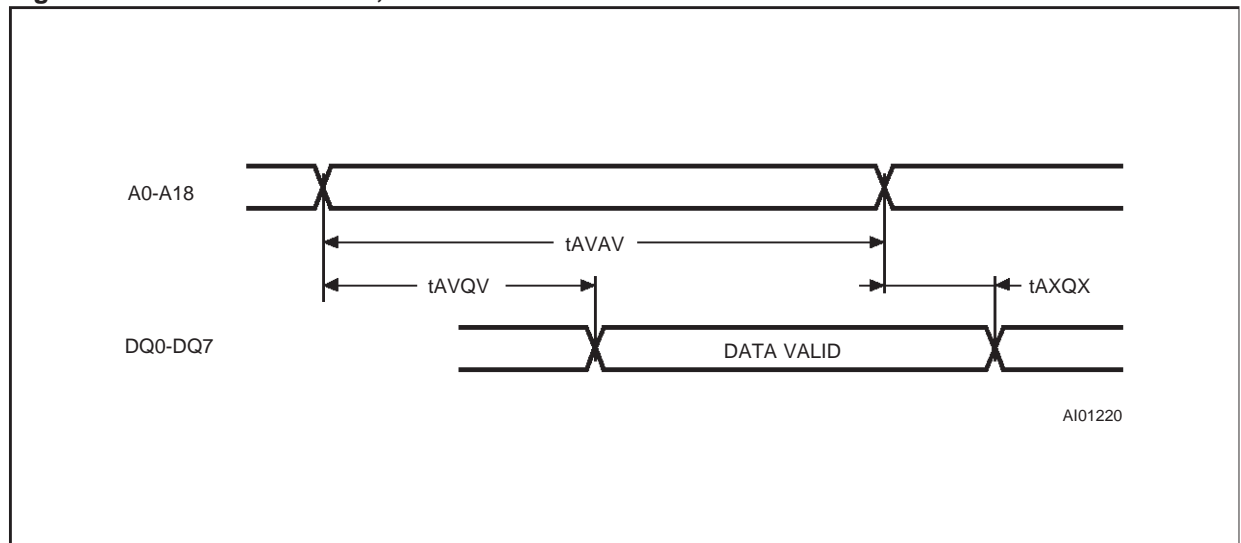 A0-A18
tAVAV
tAVQV
tAXQX
DQ0-DQ7
DATA VALID
AI01220